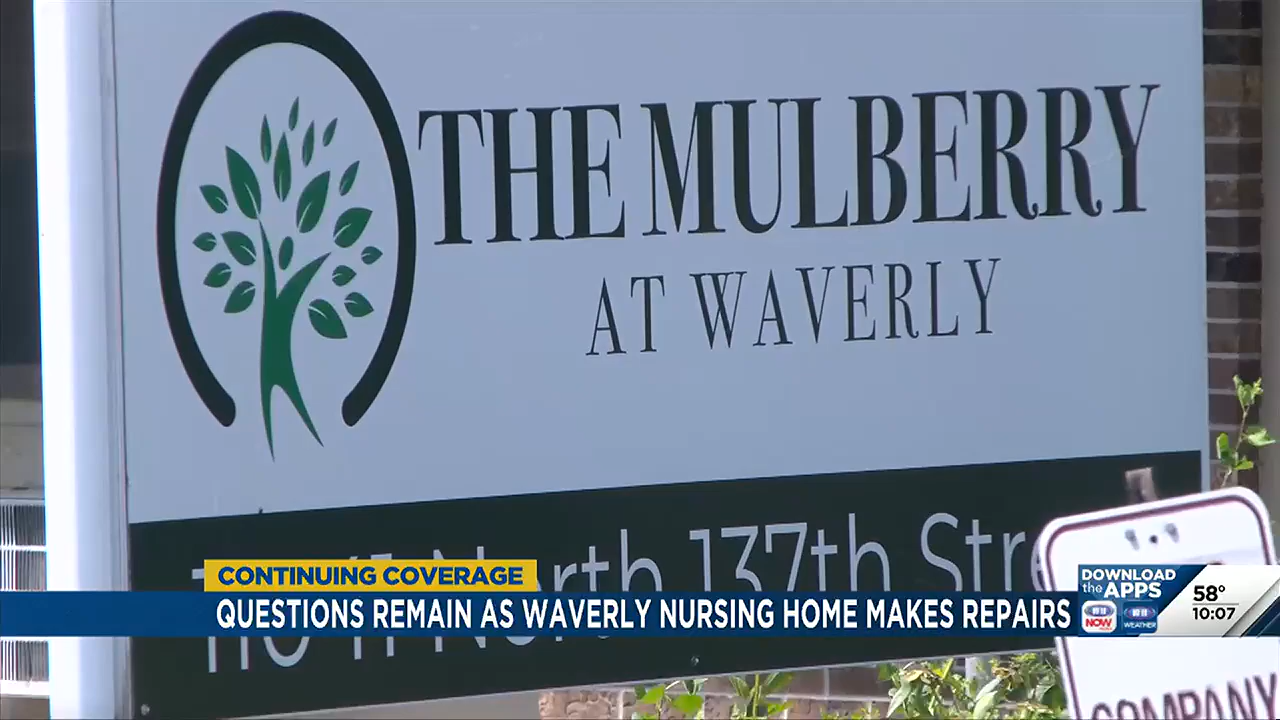 THE MULBERRY
AT WAVERLY
North 137th
CONTINUING COVERAGE
QUESTIONS REMAIN AS WAVERLY NURSING HOME MAKES REPAIRS
DOWNLOAD
the APPS
NOW
WEATHER
58°
10:07
COMPANY